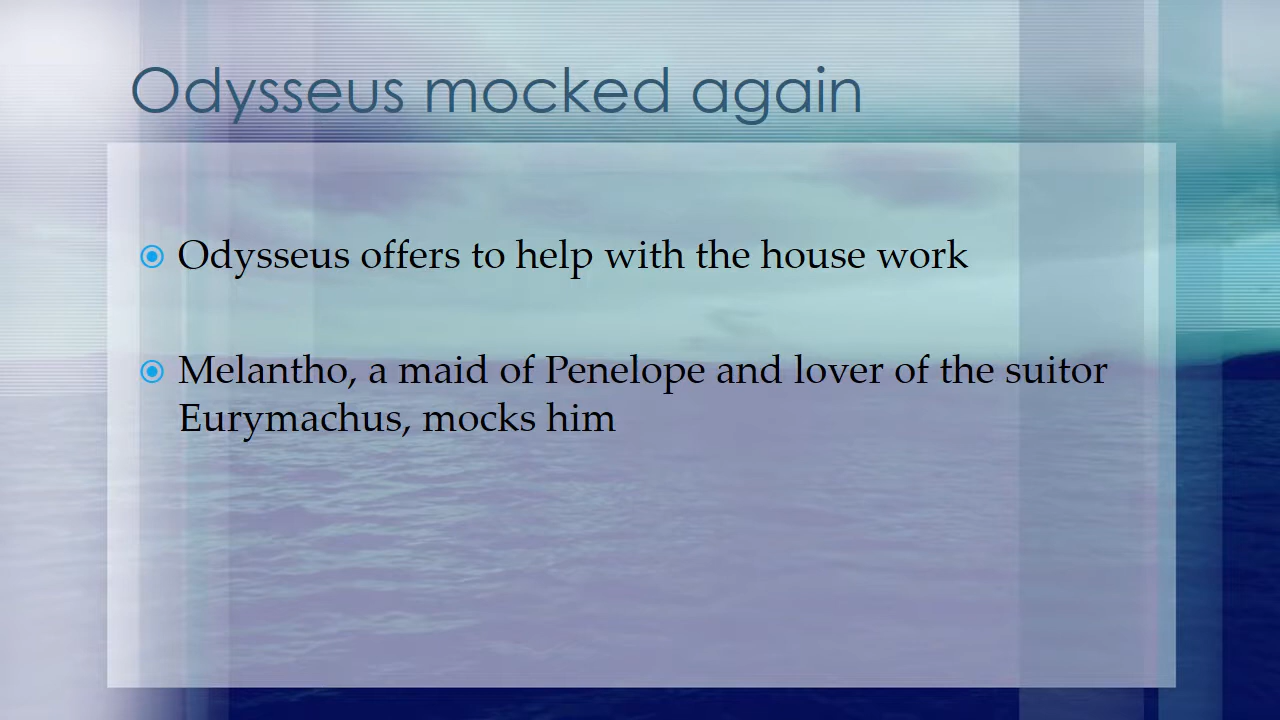 Odysseus mocked again
Odysseus offers to help with the house work
Melantho, a maid of Penelope and lover of the suitor
Eurymachus, mocks him